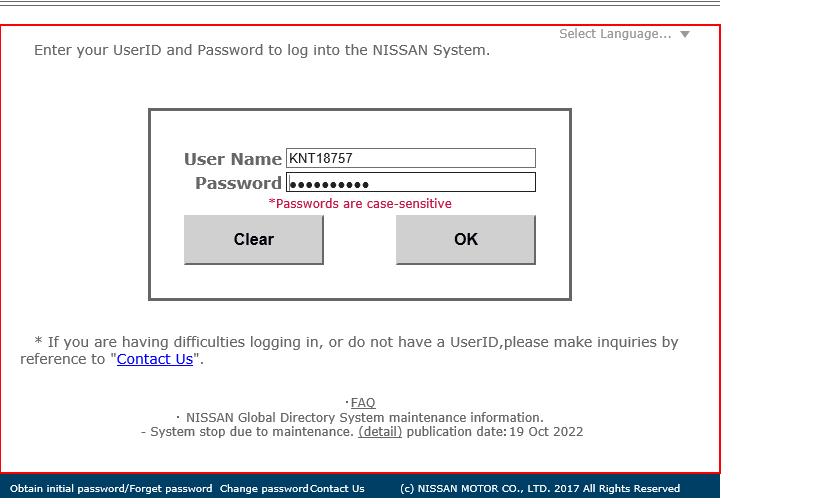 Select Language... ▼
Enter your UserID and Password to log into the NISSAN System.
User Name KNT18757
Password ●●●●●●●●●●
*Passwords are case-sensitive
Clear OK
* If you are having difficulties logging in, or do not have a UserID,please make inquiries by
reference to "Contact Us".
・FAQ
・ NISSAN Global Directory System maintenance information.
- System stop due to maintenance. (detail) publication date:19 Oct 2022
Obtain initial password/Forget password Change password Contact Us (c) NISSAN MOTOR CO., LTD. 2017 All Rights Reserved